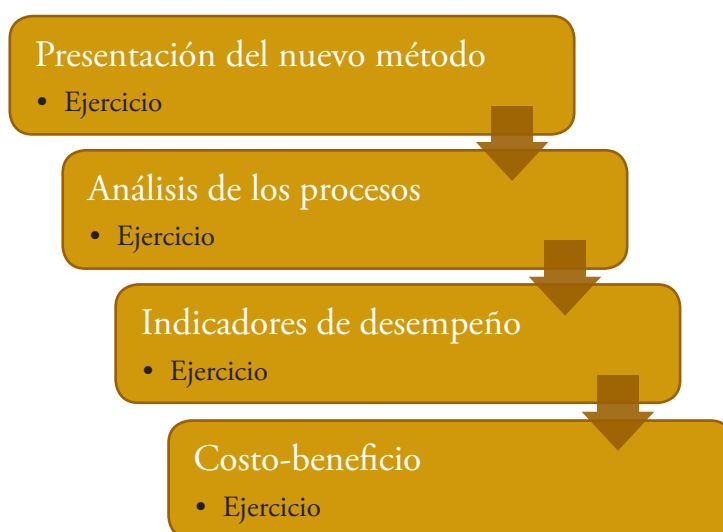 Presentación del nuevo método
• Ejercicio
Análisis de los procesos
• Ejercicio
Indicadores de desempeño
• Ejercicio
Costo-beneficio
• Ejercicio